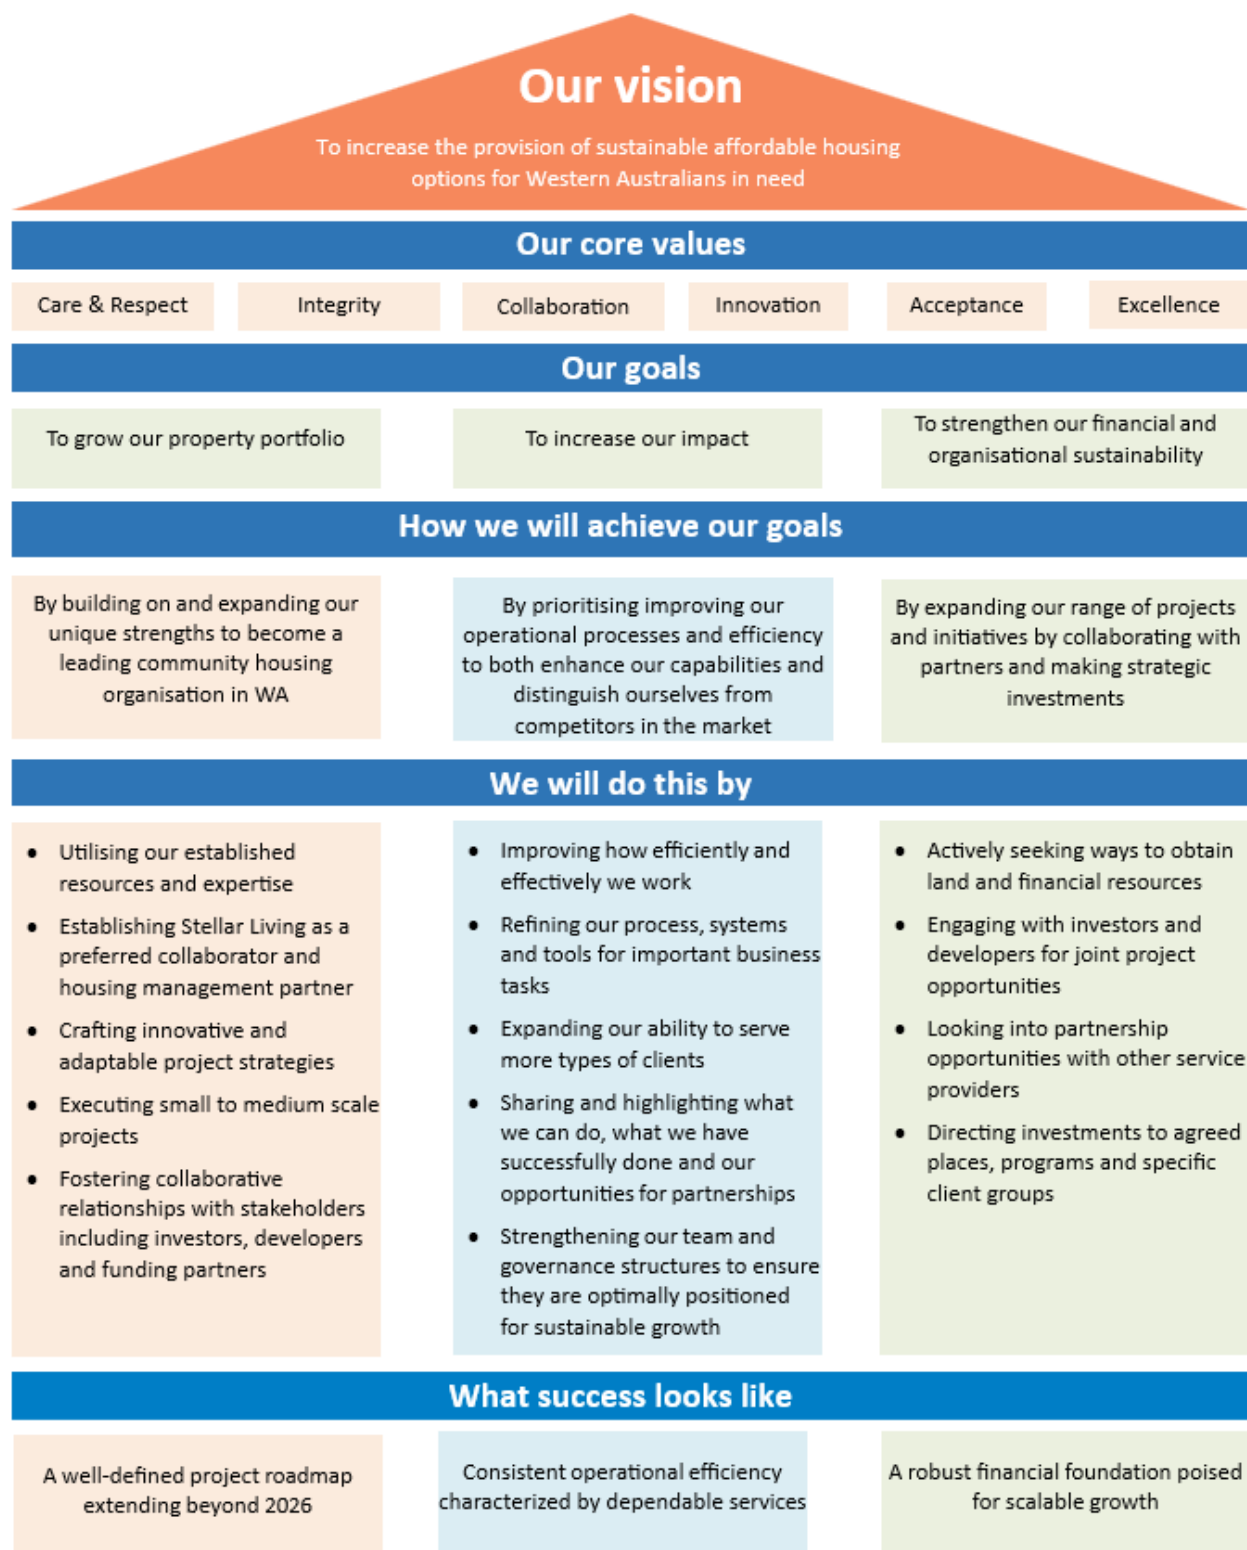 Our vision
To increase the provision of sustainable affordable housing
options for Western Australians in need
Our core values
Care & Respect
Integrity
Collaboration
Innovation
Acceptance
Excellence
Our goals
To grow our property portfolio
To increase our impact
To strengthen our financial and
organisational sustainability
How we will achieve our goals
By building on and expanding our
unique strengths to become a
leading community housing
organisation in WA
By prioritising improving our
operational processes and efficiency
to both enhance our capabilities and
distinguish ourselves from
competitors in the market
By expanding our range of projects
and initiatives by collaborating with
partners and making strategic
investments
We will do this by
• Utilising our established
resources and expertise
• Establishing Stellar Living as a
preferred collaborator and
housing management partner
• Crafting innovative and
adaptable project strategies
• Executing small to medium scale
projects
• Fostering collaborative
relationships with stakeholders
including investors, developers
and funding partners
• Improving how efficiently and
effectively we work
• Refining our process, systems
and tools for important business
tasks
• Expanding our ability to serve
more types of clients
• Sharing and highlighting what
we can do, what we have
successfully done and our
opportunities for partnerships
• Strengthening our team and
governance structures to ensure
they are optimally positioned
for sustainable growth
• Actively seeking ways to obtain
land and financial resources
• Engaging with investors and
developers for joint project
opportunities
• Looking into partnership
opportunities with other service
providers
• Directing investments to agreed
places, programs and specific
client groups
What success looks like
A well-defined project roadmap
extending beyond 2026
Consistent operational efficiency
characterized by dependable services
A robust financial foundation poised
for scalable growth